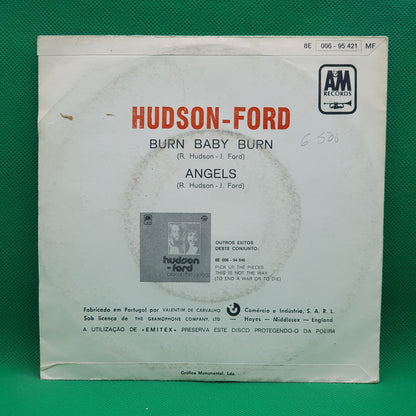 8E 006 - 95 421 MF
AM
RECORDS
HUDSON-FORD
BURN BABY BURN
(R. Hudson - J. Ford)
ANGELS
(R. Hudson - J. Ford)
hudson
-ford
OUTROS EXITOS
DESTE CONJUNTO:
8E 006 - 94 846
PICK UP THE PIECES
THIS IS NOT THE WAY
(TO END A WAR OR TO DIE)
Fabricado em Portugal por VALENTIM DE CARVALHO Comércio e Indústria, S. A. R. L.
Sob licença de THE GRAMOPHONE COMPANY LTD Hayes - Middlesex - England
A UTILIZAÇÃO DE «EMITEX» PRESERVA ESTE DISCO PROTEGENDO-O DA POEIRA
Gráfica Monumental, Lda.